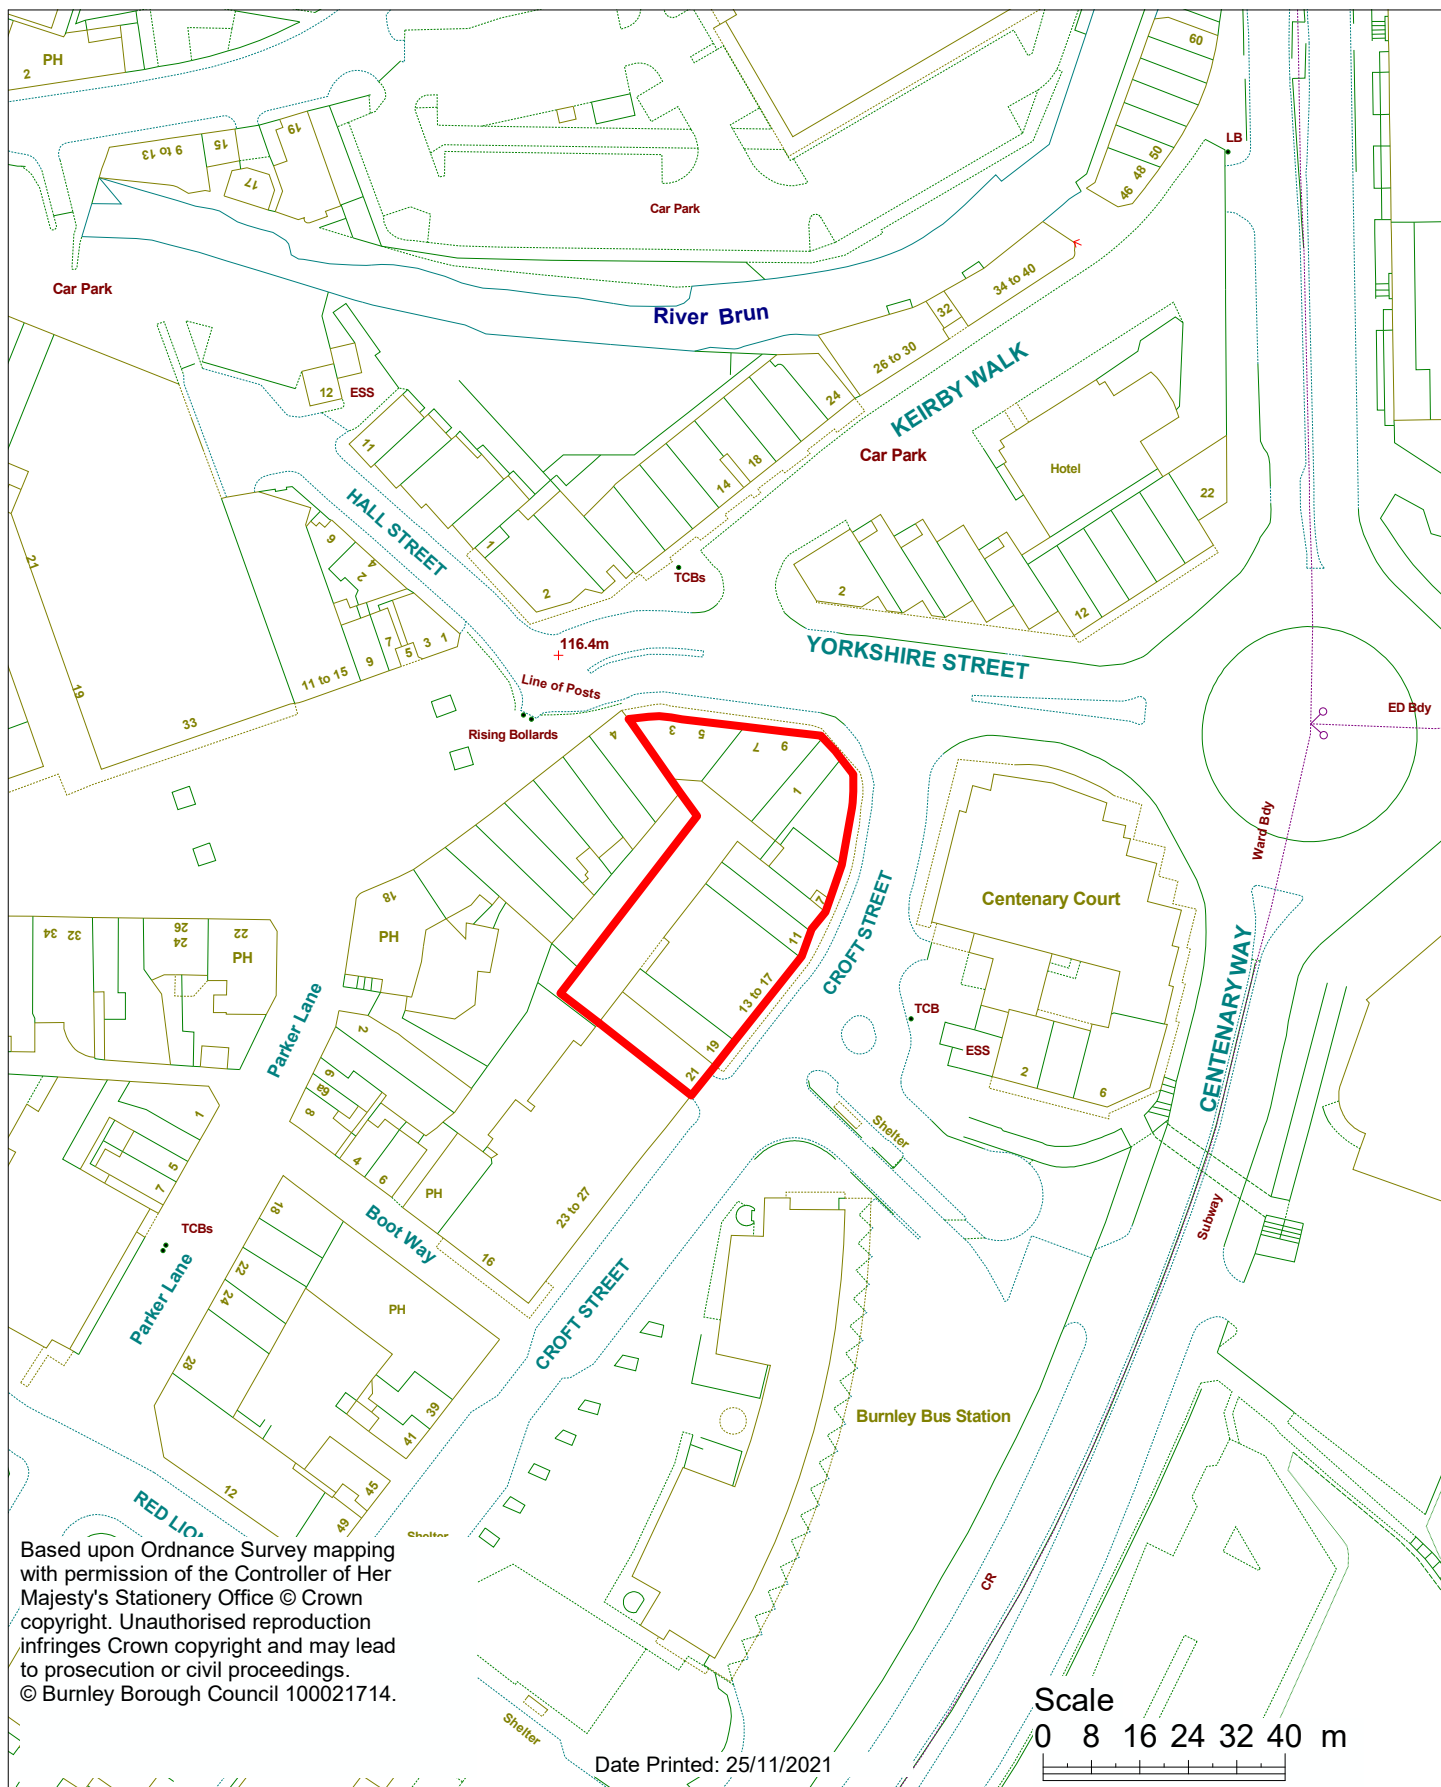 PH
2
60
LB
9 to 13
15
19
17
50
48
46
Car Park
34 to 40
Car Park
River Brun
32
26 to 30
KEIRBY WALK
12
ESS
24
11
Car Park
18
Hotel
14
22
HALL STREET
1
6
4
2
21
TCBs
2
2
12
116.4m
YORKSHIRE STREET
7
5
3
1
9
11 to 15
Line of Posts
19
33
Rising Bollards
ED Bdy
4
3
5
7
9
1
Ward Bdy
18
7
Centenary Court
CROFT STREET
PH
34
32
26
24
22
PH
11
CENTENARY WAY
13 to 17
TCB
Parker Lane
2
19
ESS
21
2
6
6
6a
8
1
4
6
Shelter
5
7
PH
23 to 27
18
Boot Way
TCBs
Subway
16
22
Parker Lane
24
PH
CROFT STREET
28
39
41
Burnley Bus Station
45
12
49
RED LION
Shelter
CR
Based upon Ordnance Survey mapping
with permission of the Controller of Her
Majesty's Stationery Office © Crown
copyright. Unauthorised reproduction
infringes Crown copyright and may lead
to prosecution or civil proceedings.
© Burnley Borough Council 100021714.
Shelter
Date Printed: 25/11/2021
Scale
0 8 16 24 32 40 m